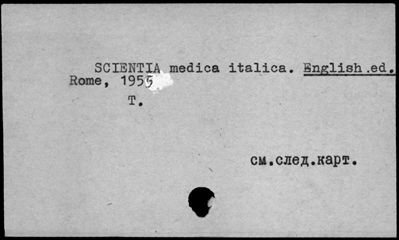 SCIENTIA medica italica. English.ed.
Rome, 1955
T.
см.след.карт.